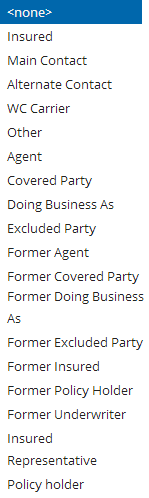 <none>
Insured
Main Contact
Alternate Contact
WC Carrier
Other
Agent
Covered Party
Doing Business As
Excluded Party
Former Agent
Former Covered Party
Former Doing Business
As
Former Excluded Party
Former Insured
Former Policy Holder
Former Underwriter
Insured
Representative
Policy holder